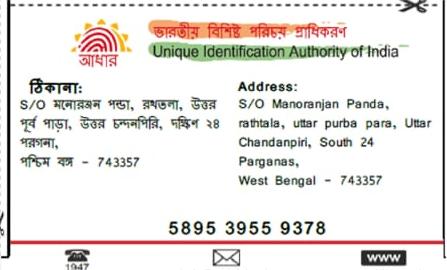 ভারতীয় বিশিষ্ট পরিচয় প্রাধিকরণ
Unique Identification Authority of India
আধার
ঠিকানা:
S/O মনোরঞ্জন পন্ডা, রথতলা, উত্তর
পূর্ব পাড়া, উত্তর চন্দনপিরি, দক্ষিণ ২৪
পরগনা,
পশ্চিম বঙ্গ - 743357
Address:
S/O Manoranjan Panda,
rathtala, uttar purba para, Uttar
Chandanpiri, South 24
Parganas,
West Bengal - 743357
5895 3955 9378
1947
www